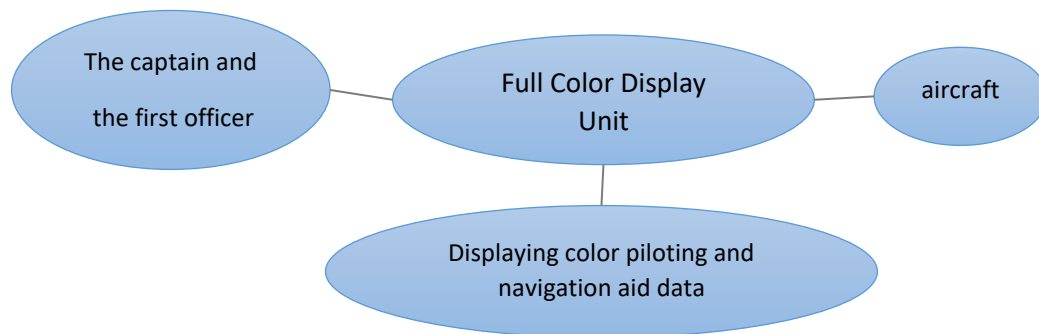 The captain and
the first officer
Full Color Display
Unit
aircraft
Displaying color piloting and
navigation aid data